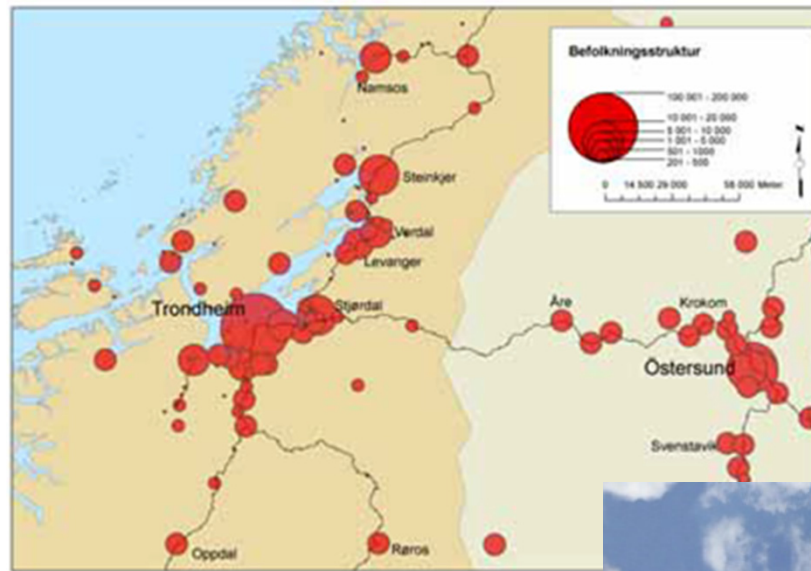 Befolkningsstruktur
100 001 - 200 000
10 001 - 20 000
5 001 - 10 000
1 001 - 5 000
501 - 1000
201 - 500
0 14 500 29 000 58 000 Meter
N
Namsos
Steinkjer
Verdal
Levanger
Trondheim
Stjørdal
Åre
Krokom
Östersund
Svenstavik
Oppdal
Røros